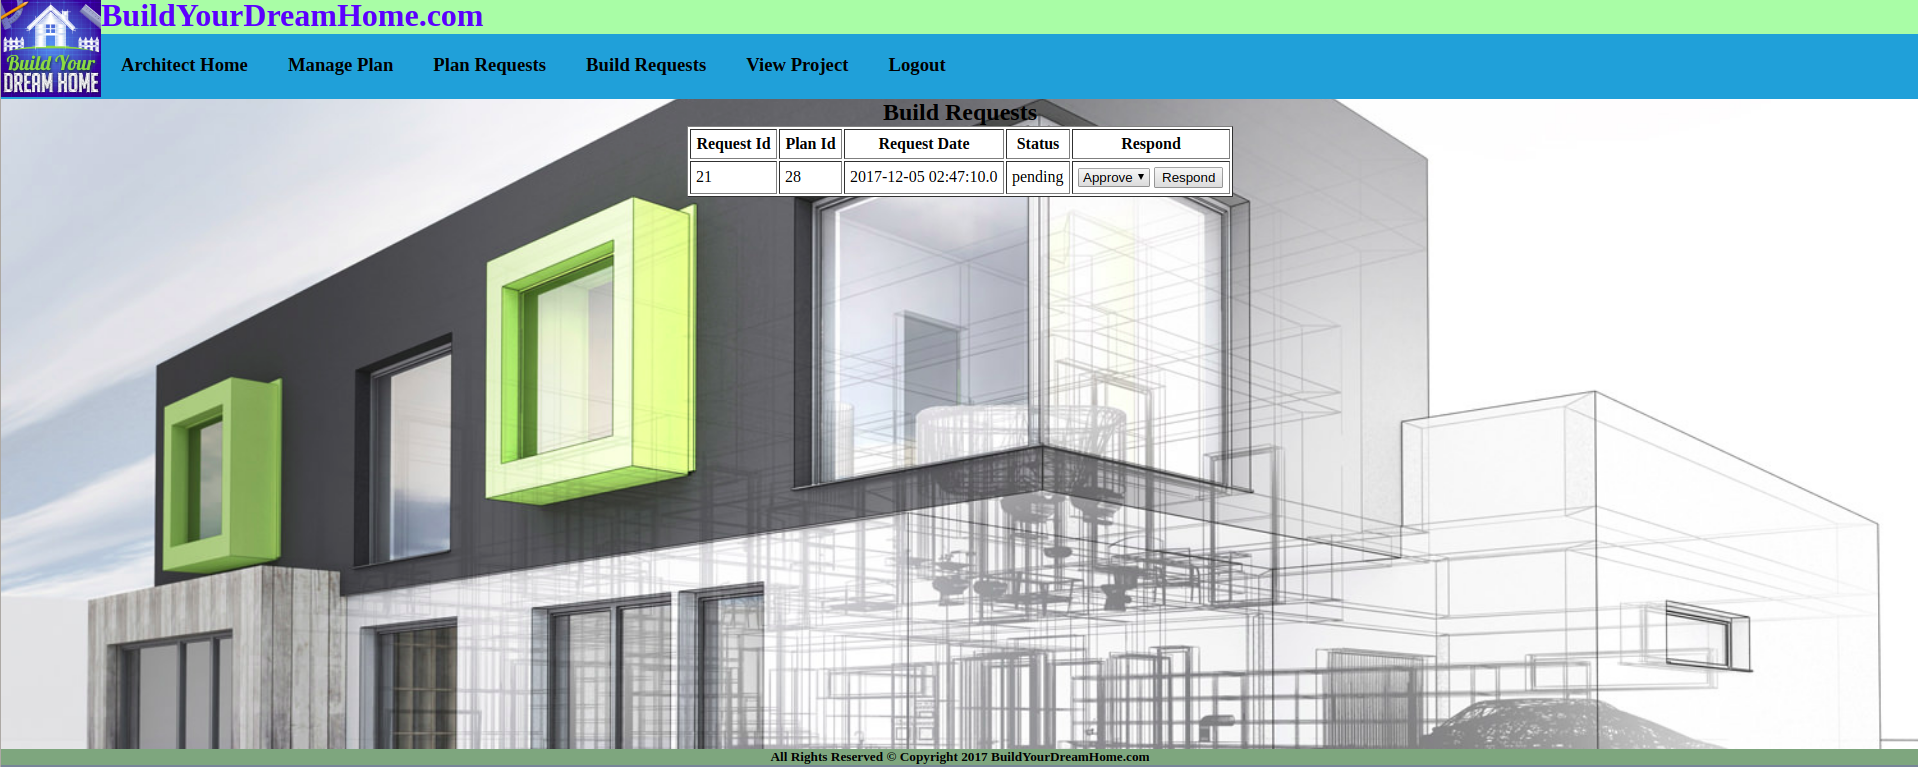 BuildYourDreamHome.com
Build Your
DREAM HOME
Architect Home Manage Plan Plan Requests Build Requests View Project Logout
Build Requests
Request Id Plan Id Request Date Status Respond
21 28 2017-12-05 02:47:10.0 pending Approve Respond
All Rights Reserved © Copyright 2017 BuildYourDreamHome.com